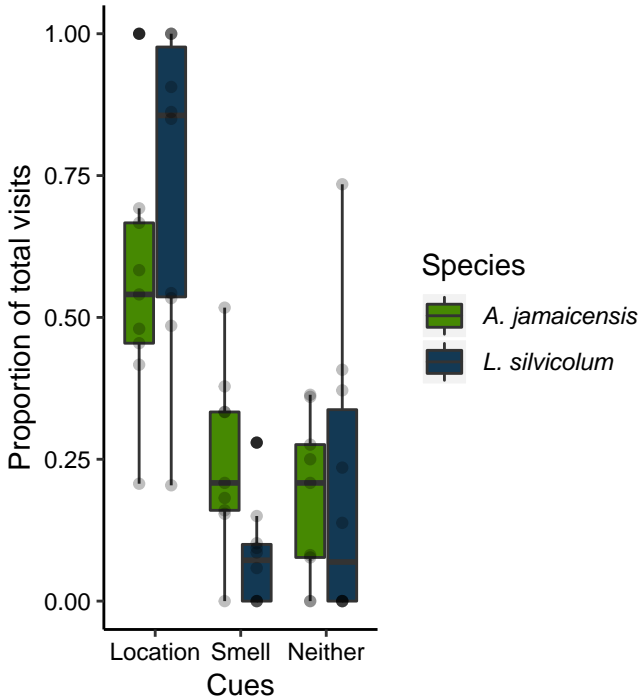 1.00
0.75
0.50
0.25
0.00
Proportion of total visits
Location Smell Neither
Cues
Species
A. jamaicensis
L. silvicolum